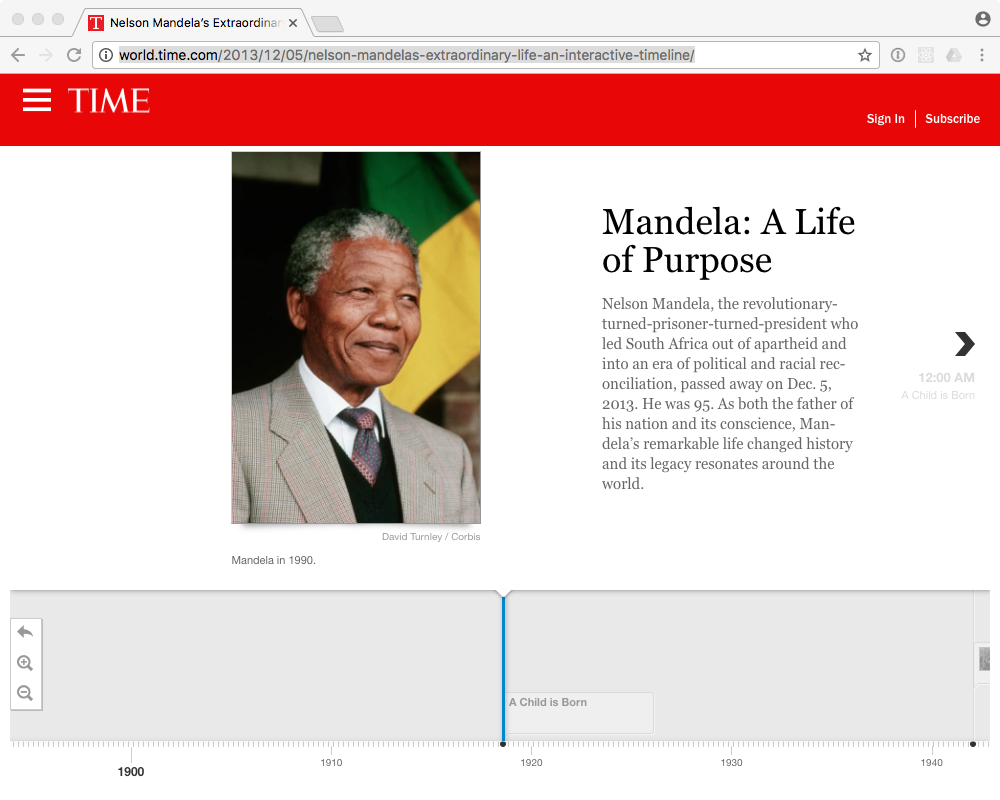 Nelson Mandela's Extraordinar
world.time.com/2013/12/05/nelson-mandelas-extraordinary-life-an-interactive-timeline/
TIME
Sign In
Subscribe
Mandela: A Life
of Purpose
Nelson Mandela, the revolutionary-
turned-prisoner-turned-president who
led South Africa out of apartheid and
into an era of political and racial rec-
onciliation, passed away on Dec. 5,
2013. He was 95. As both the father of
his nation and its conscience, Man-
dela's remarkable life changed history
and its legacy resonates around the
world.
12:00 AM
A Child is Born
David Turnley / Corbis
Mandela in 1990.
A Child is Born
1900
1910
1920
1930
1940